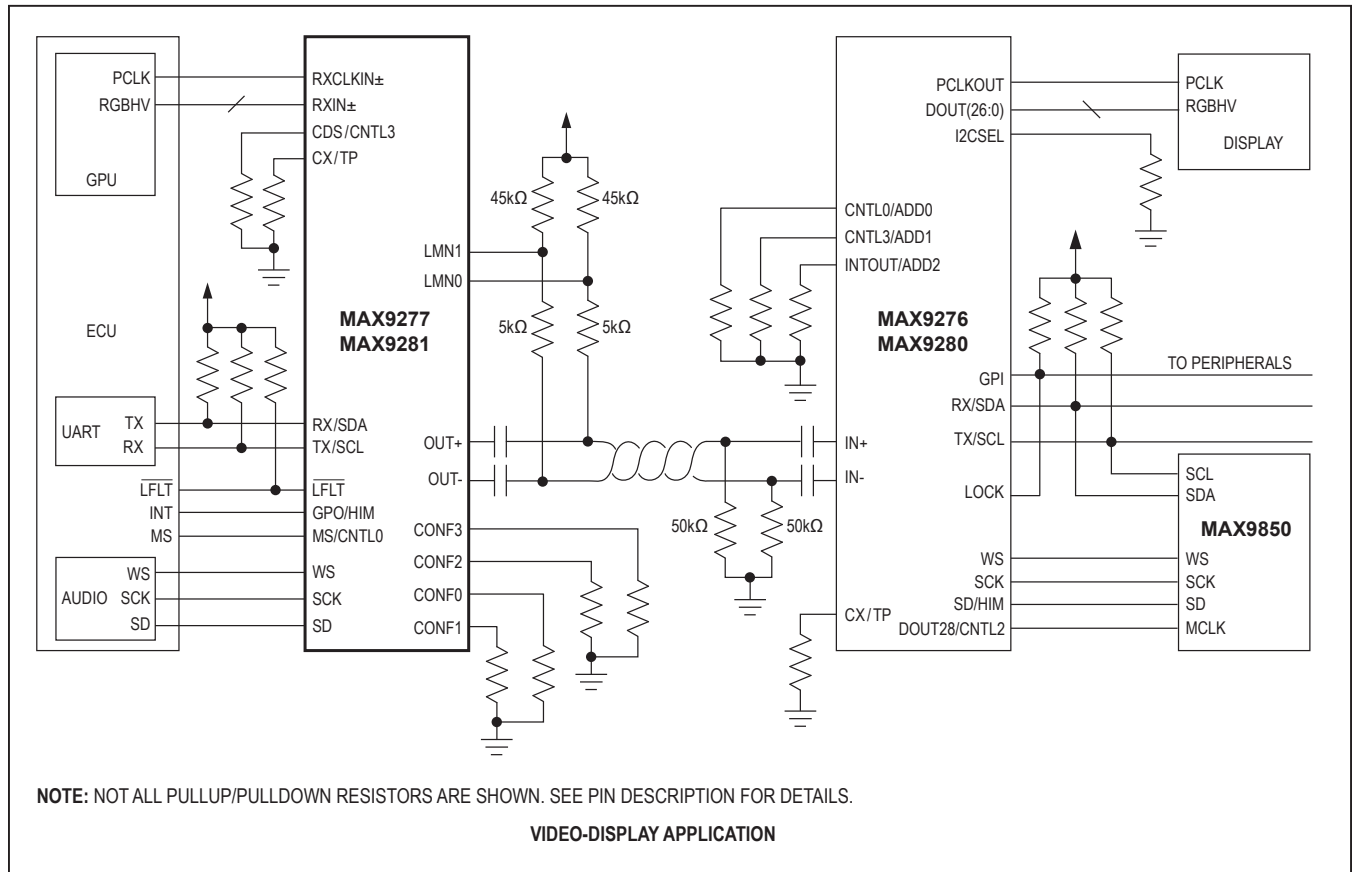 PCLK
RGBHV
GPU
ECU
UART
TX
RX
LFLT
INT
MS
AUDIO
WS
SCK
SD
RXCLKIN±
RXIN±
CDS/CNTL3
CX/TP
LMN1
LMN0
MAX9277
MAX9281
RX/SDA
TX/SCL
LFLT
GPO/HIM
MS/CNTL0
WS
SCK
SD
OUT+
OUT-
CONF3
CONF2
CONF0
CONF1
45kΩ
45kΩ
5kΩ
5kΩ
50kΩ
50kΩ
PCLKOUT
DOUT(26:0)
I2CSEL
CNTL0/ADD0
CNTL3/ADD1
INTOUT/ADD2
MAX9276
MAX9280
GPI
RX/SDA
TX/SCL
IN+
IN-
LOCK
WS
SCK
SD/HIM
CX/TP
DOUT28/CNTL2
PCLK
RGBHV
DISPLAY
TO PERIPHERALS
SCL
SDA
MAX9850
WS
SCK
SD
MCLK
NOTE: NOT ALL PULLUP/PULLDOWN RESISTORS ARE SHOWN. SEE PIN DESCRIPTION FOR DETAILS.
VIDEO-DISPLAY APPLICATION